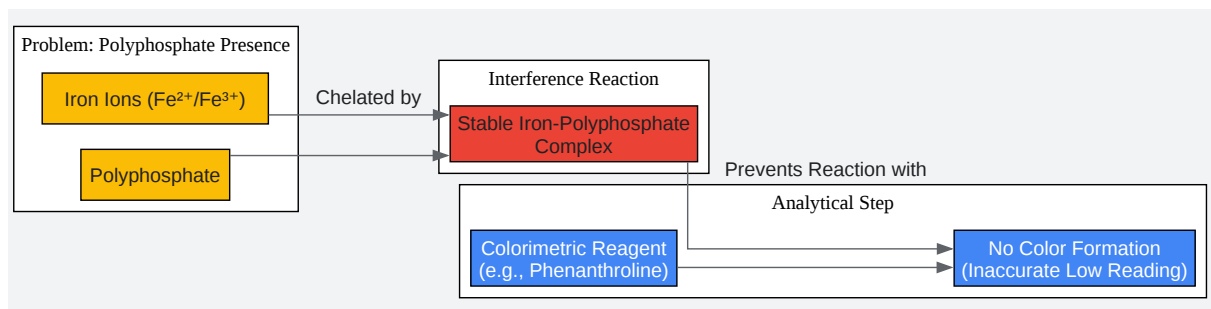 Problem: Polyphosphate Presence
Iron Ions (Fe²⁺/Fe³⁺)
Polyphosphate
Chelated by
Interference Reaction
Stable Iron-Polyphosphate
Complex
Prevents Reaction with
Analytical Step
Colorimetric Reagent
(e.g., Phenanthroline)
No Color Formation
(Inaccurate Low Reading)